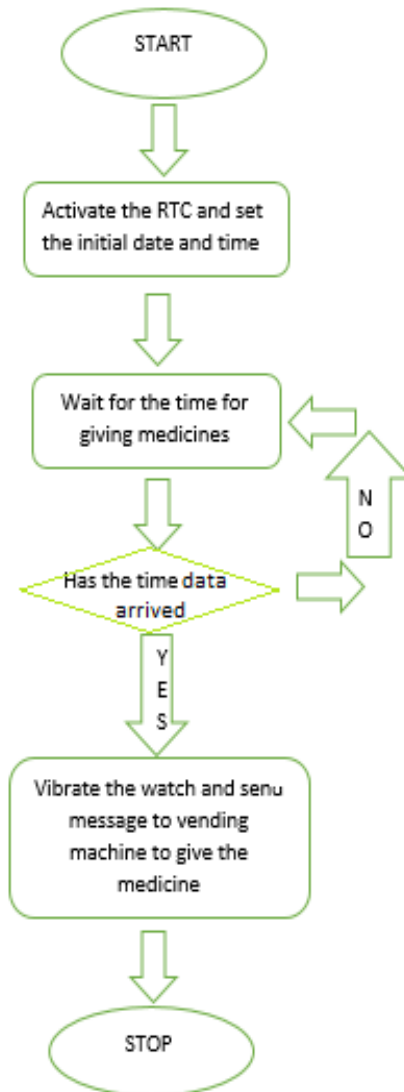 START
Activate the RTC and set
the initial date and time
Wait for the time for
giving medicines
N
O
Has the time data
arrived
Y
E
S
Vibrate the watch and send
message to vending
machine to give the
medicine
STOP